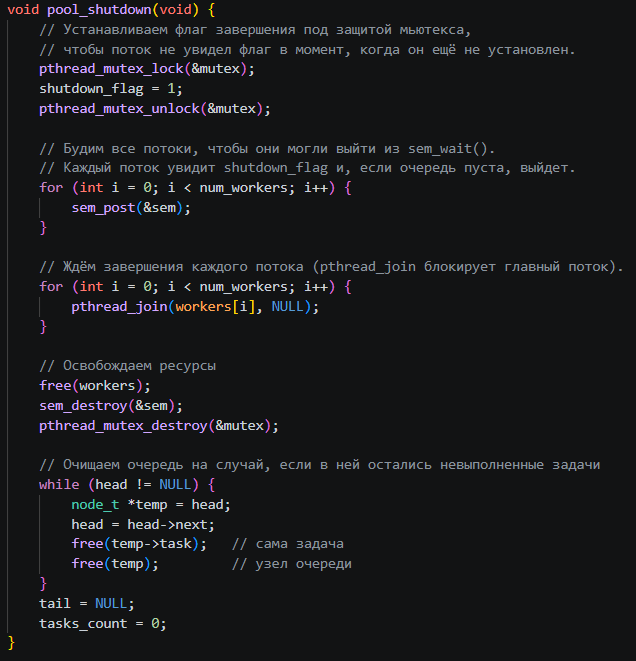 void pool_shutdown(void) {
    // Устанавливаем флаг завершения под защитой мьютекса,
    // чтобы поток не увидел флаг в момент, когда он ещё не установлен.
    pthread_mutex_lock(&mutex);
    shutdown_flag = 1;
    pthread_mutex_unlock(&mutex);

    // Будим все потоки, чтобы они могли выйти из sem_wait().
    // Каждый поток увидит shutdown_flag и, если очередь пуста, выйдет.
    for (int i = 0; i < num_workers; i++) {
        sem_post(&sem);
    }

    // Ждём завершения каждого потока (pthread_join блокирует главный поток).
    for (int i = 0; i < num_workers; i++) {
        pthread_join(workers[i], NULL);
    }

    // Освобождаем ресурсы
    free(workers);
    sem_destroy(&sem);
    pthread_mutex_destroy(&mutex);

    // Очищаем очередь на случай, если в ней остались невыполненные задачи
    while (head != NULL) {
        node_t *temp = head;
        head = head->next;
        free(temp->task);   // сама задача
        free(temp);         // узел очереди
    }
    tail = NULL;
    tasks_count = 0;
}